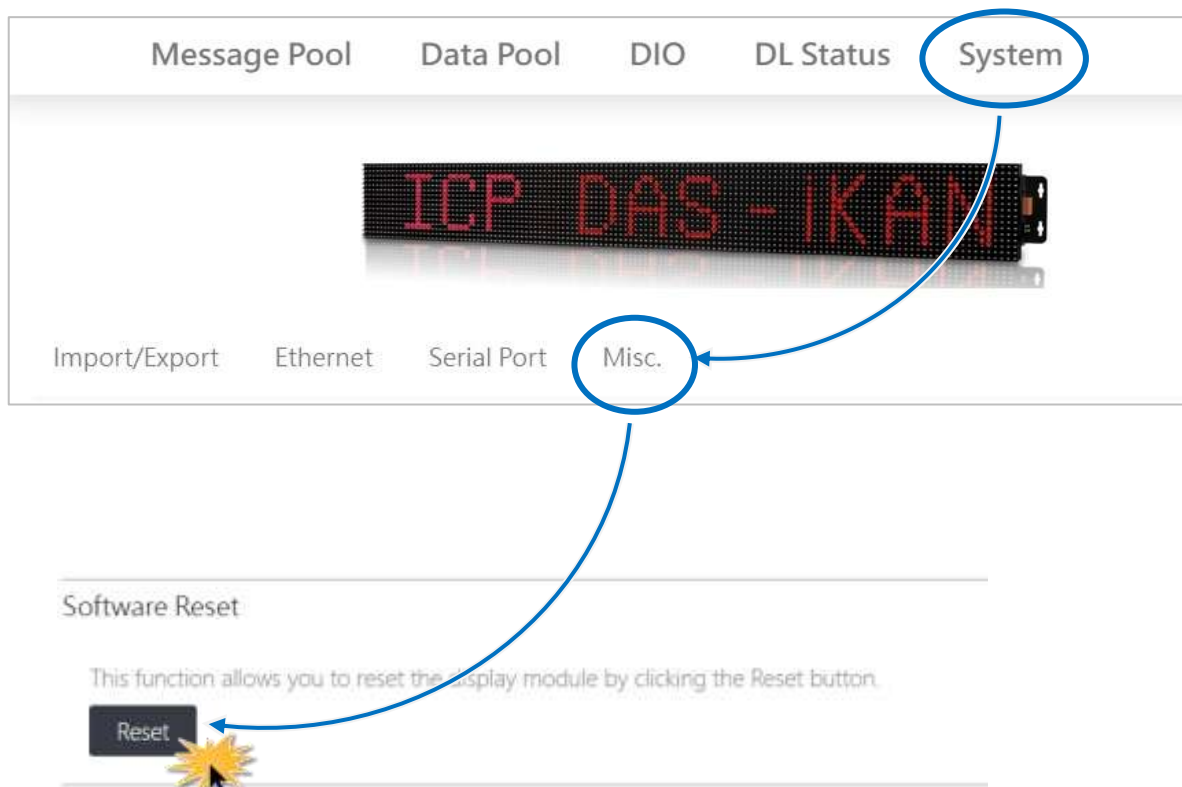 Message Pool Data Pool DIO DL Status System
ICP DAS - iKAN
Import/Export Ethernet Serial Port Misc.
Software Reset
This function allows you to reset the display module by clicking the Reset button.
Reset